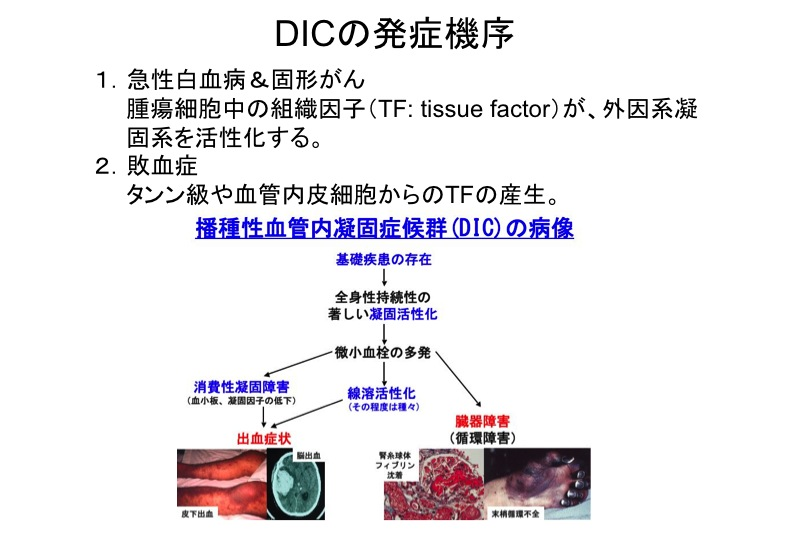 DICの発症機序
１．急性白血病＆固形がん
腫瘍細胞中の組織因子（TF: tissue factor）が、外因系凝
固系を活性化する。
２．敗血症
タンン級や血管内皮細胞からのTFの産生。
播種性血管内凝固症候群(DIC)の病像
基礎疾患の存在
全身性持続性の
著しい凝固活性化
微小血栓の多発
消費性凝固障害
（血小板、凝固因子の低下）
線溶活性化
（その程度は種々）
出血症状
臓器障害
（循環障害）
脳出血
皮下出血
腎糸球体
フィブリン
沈着
末梢循環不全